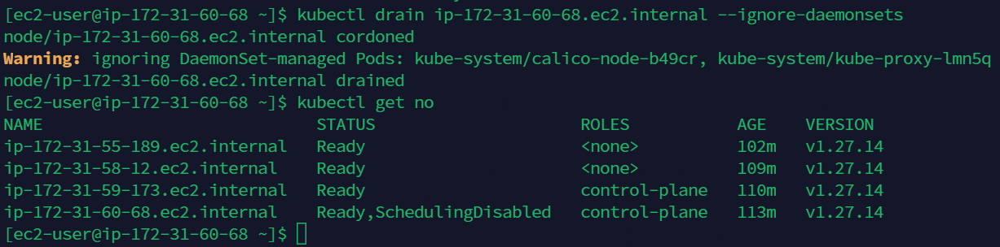 [ec2-user@ip-172-31-60-68 ~]$ kubectl drain ip-172-31-60-68.ec2.internal --ignore-daemonsets
node/ip-172-31-60-68.ec2.internal cordoned
Warning: ignoring DaemonSet-managed Pods: kube-system/calico-node-b49cr, kube-system/kube-proxy-lmn5q
node/ip-172-31-60-68.ec2.internal drained
[ec2-user@ip-172-31-60-68 ~]$ kubectl get no
NAME                            STATUS                     ROLES           AGE    VERSION
ip-172-31-55-189.ec2.internal   Ready                      <none>          102m   v1.27.14
ip-172-31-58-12.ec2.internal    Ready                      <none>          109m   v1.27.14
ip-172-31-59-173.ec2.internal   Ready                      control-plane   110m   v1.27.14
ip-172-31-60-68.ec2.internal    Ready,SchedulingDisabled   control-plane   113m   v1.27.14
[ec2-user@ip-172-31-60-68 ~]$